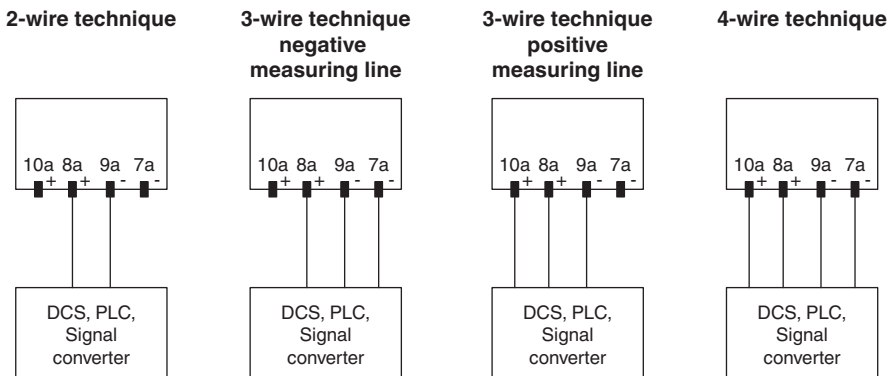 2-wire technique
3-wire technique
negative
measuring line
3-wire technique
positive
measuring line
4-wire technique
10a 8a 9a 7a
+ + - -
DCS, PLC,
Signal
converter
10a 8a 9a 7a
+ + - -
DCS, PLC,
Signal
converter
10a 8a 9a 7a
+ + - -
DCS, PLC,
Signal
converter
10a 8a 9a 7a
+ + - -
DCS, PLC,
Signal
converter